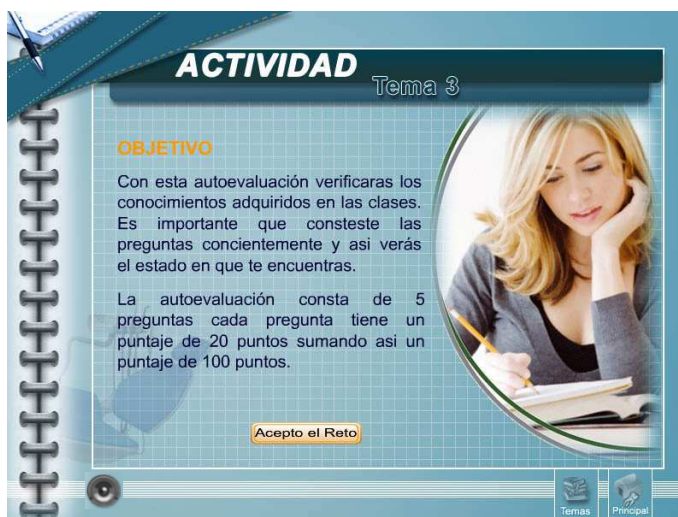 ACTIVIDAD
Tema 3
OBJETIVO
Con esta autoevaluación verificaras los
conocimientos adquiridos en las clases.
Es importante que consteste las
preguntas concientemente y asi verás
el estado en que te encuentras.
La autoevaluación consta de 5
preguntas cada pregunta tiene un
puntaje de 20 puntos sumando asi un
puntaje de 100 puntos.
Acepto el Reto
Temas
Principal